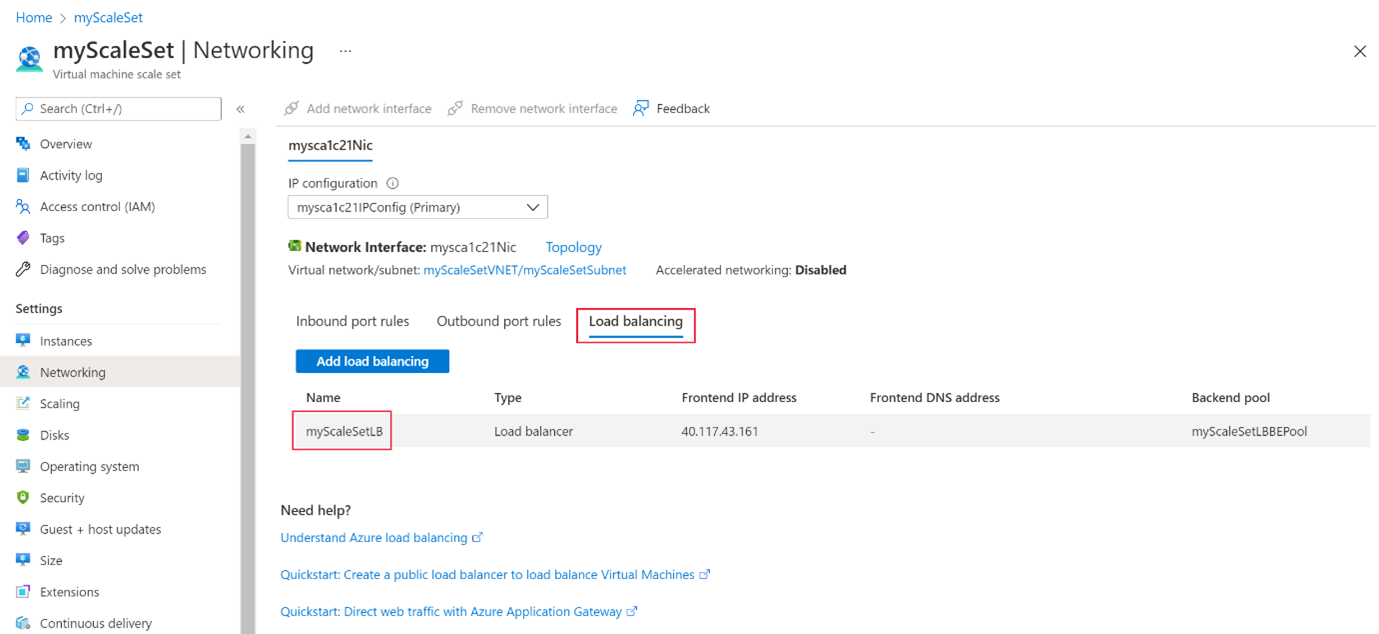 Home > mySca​leSet
myScaleSet | Networking ...
Virtual machine scale set
Search (Ctrl+/) «
Add network interface Remove network interface Feedback
Overview
Activity log
Access control (IAM)
Tags
Diagnose and solve problems
Settings
Instances
Networking
Scaling
Disks
Operating system
Security
Guest + host updates
Size
Extensions
Continuous delivery
mysca1c21Nic
IP configuration
mysca1c21IPConfig (Primary)
Network Interface: mysca1c21Nic Topology
Virtual network/subnet: myScaleSetVNET/myScaleSetSubnet Accelerated networking: Disabled
Inbound port rules Outbound port rules Load balancing
Add load balancing
Name Type Frontend IP address Frontend DNS address Backend pool
myScaleSetLB Load balancer 40.117.43.161 - myScaleSetLBBEPool
Need help?
Understand Azure load balancing
Quickstart: Create a public load balancer to load balance Virtual Machines
Quickstart: Direct web traffic with Azure Application Gateway